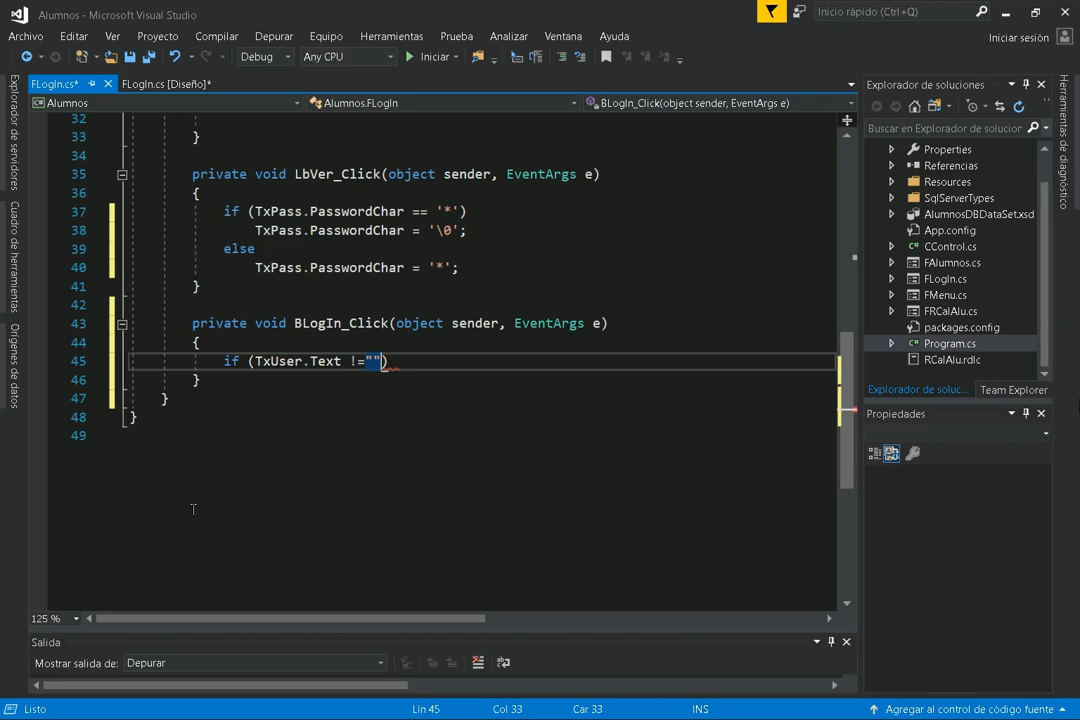 Alumnos - Microsoft Visual Studio
Inicio rápido (Ctrl+Q)
Archivo Editar Ver Proyecto Compilar Depurar Equipo Herramientas Prueba Analizar Ventana Ayuda
Iniciar sesión
Debug Any CPU Iniciar
Explorador de servidores
Cuadro de herramientas
Orígenes de datos
FLogIn.cs* FLogIn.cs [Diseño]*
Alumnos Alumnos.FLogIn BLogIn_Click(object sender, EventArgs e)
32
33 }
34
35 private void LbVer_Click(object sender, EventArgs e)
36 {
37 if (TxPass.PasswordChar == '*')
38 TxPass.PasswordChar = '\0';
39 else
40 TxPass.PasswordChar = '*';
41 }
42
43 private void BLogIn_Click(object sender, EventArgs e)
44 {
45 if (TxUser.Text !="")
46 }
47 }
48 }
49
125 %
Salida
Mostrar salida de: Depurar
Explorador de soluciones
Buscar en Explorador de solucion
Properties
Referencias
Resources
SqlServerTypes
AlumnosDBDataSet.xsd
App.config
CControl.cs
FAlumnos.cs
FLogIn.cs
FMenu.cs
FRCalAlu.cs
packages.config
Program.cs
RCalAlu.rdlc
Explorador de soluc... Team Explorer
Propiedades
Herramientas de diagnóstico
Listo Lín 45 Col 33 Car 33 INS Agregar al control de código fuente